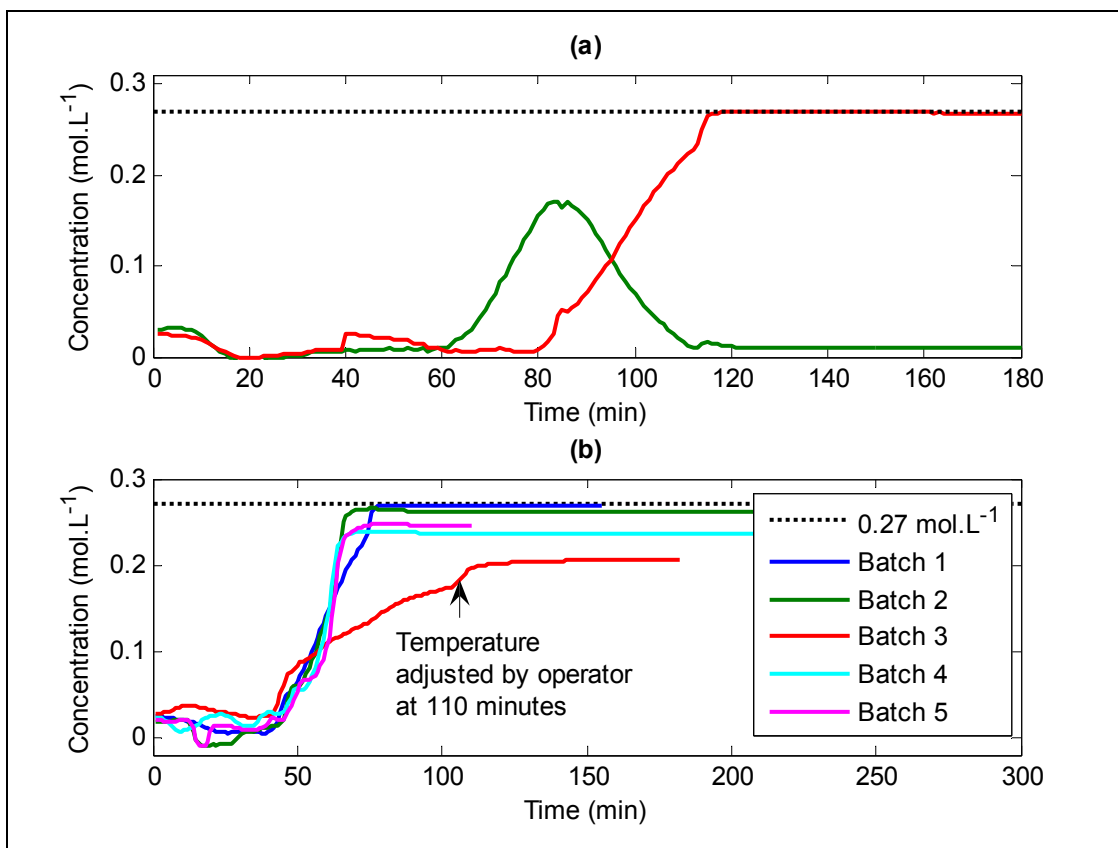 (a)
Concentration (mol.L-1)
0.3
0.2
0.1
0
0 20 40 60 80 100 120 140 160 180
Time (min)
(b)
Concentration (mol.L-1)
0.3
0.2
0.1
0
Temperature
adjusted by operator
at 110 minutes
0.27 mol.L-1
Batch 1
Batch 2
Batch 3
Batch 4
Batch 5
0 50 100 150 200 250 300
Time (min)